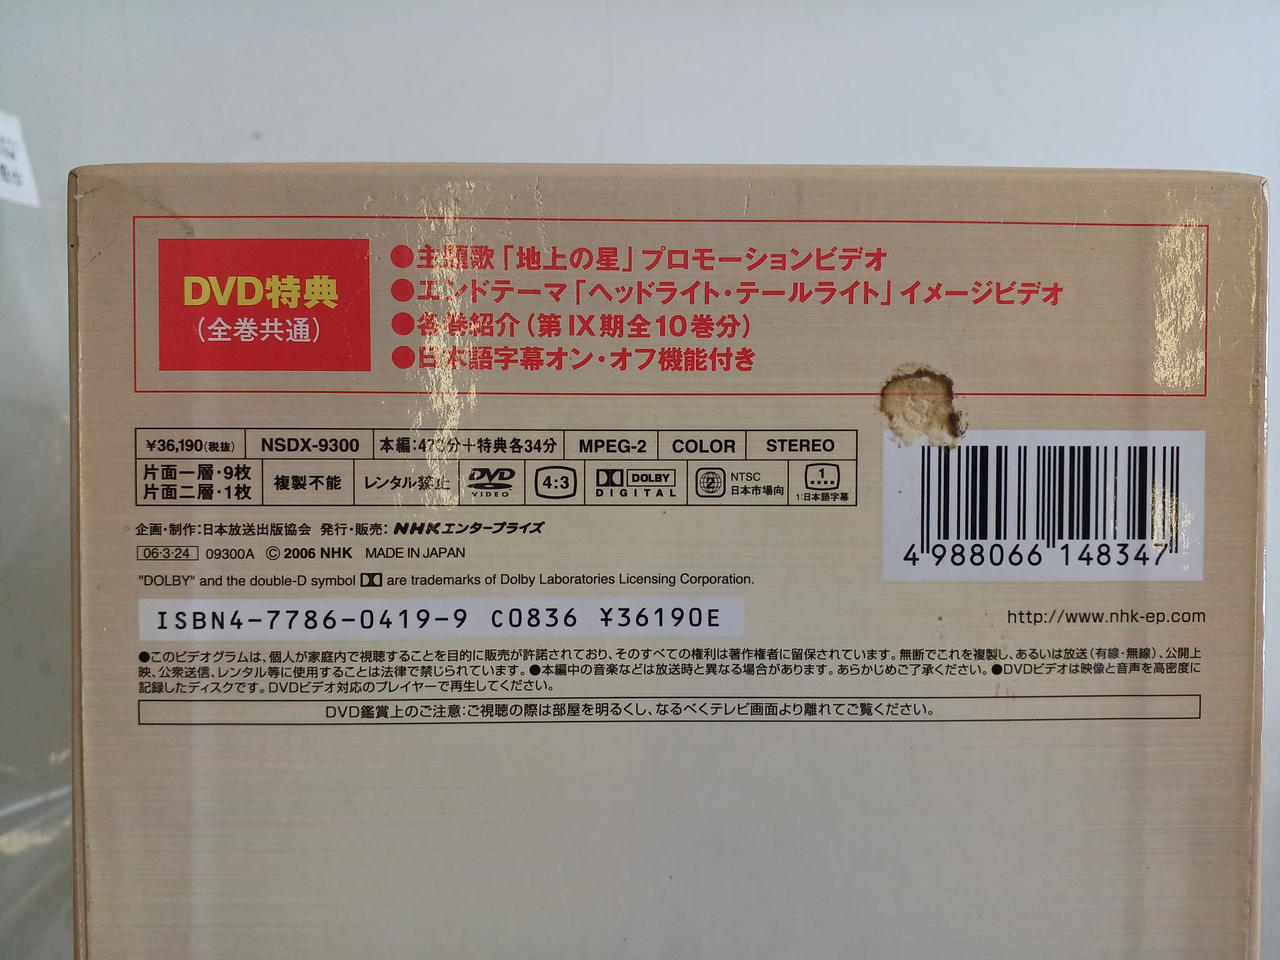 DVD特典
(全巻共通)
●主題歌「地上の星」プロモーションビデオ
●エンドテーマ「ヘッドライト・テールライト」イメージビデオ
●各巻紹介(第IX期全10巻分)
●日本語字幕オン・オフ機能付き
¥36,190(税抜) NSDX-9300 本編: +特典各34分 MPEG-2 COLOR STEREO
片面一層・9枚
片面二層・1枚
複製不能 レンタル禁止 DVD VIDEO 4:3 DOLBY DIGITAL 2 NTSC 日本市場向 1 1:日本語字幕
企画・制作:日本放送出版協会 発行・販売: NHKエンタープライズ
06・3・24 09300A © 2006 NHK MADE IN JAPAN
"DOLBY" and the double-D symbol are trademarks of Dolby Laboratories Licensing Corporation.
4 988066 148347
ISBN4-7786-0419-9 C0836 ¥36190E
http://www.nhk-ep.com
●このビデオグラムは、個人が家庭内で視聴することを目的に販売が許諾されており、そのすべての権利は著作権者に留保されています。無断でこれを複製し、あるいは放送(有線・無線)、公開上
映、公衆送信、レンタル等に使用することは法律で禁じられています。●本編中の音楽などは放送時と異なる場合があります。あらかじめご了承ください。●DVDビデオは映像と音声を高密度に
記録したディスクです。DVDビデオ対応のプレイヤーで再生してください。
DVD鑑賞上のご注意:ご視聴の際は部屋を明るくし、なるべくテレビ画面より離れてご覧ください。